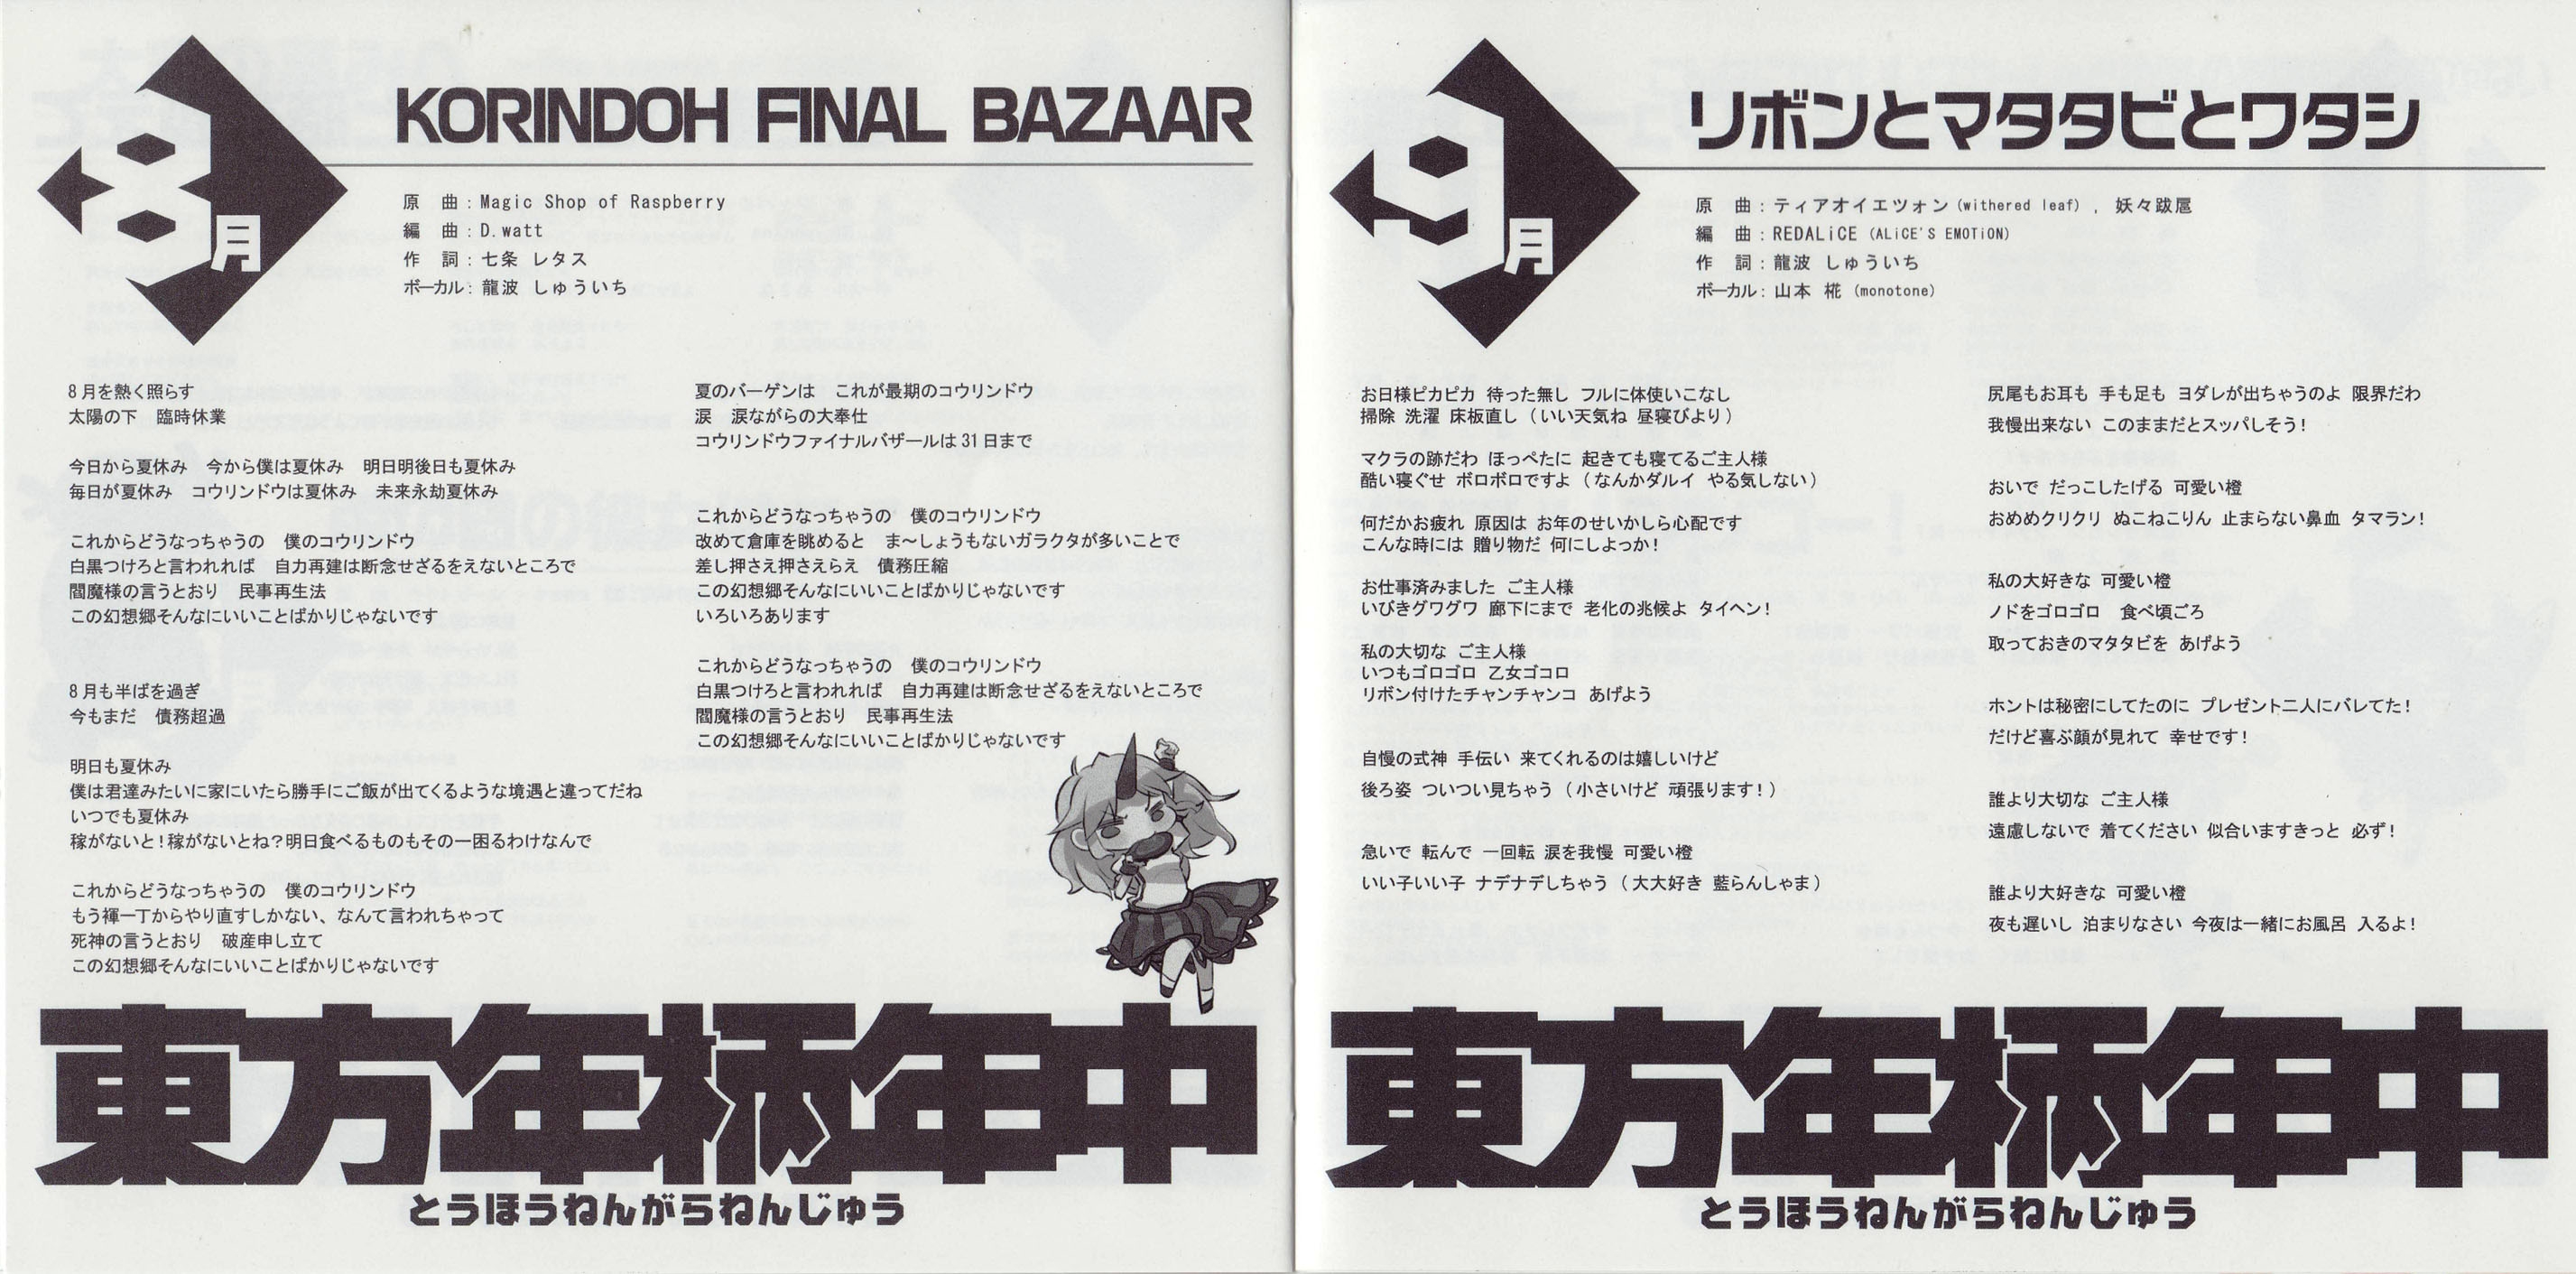 8月
KORINDOH FINAL BAZAAR
原 曲：Magic Shop of Raspberry
編 曲：D.watt
作 詞：七条 レタス
ボーカル：龍波 しゅういち
8月を熱く照らす
太陽の下 臨時休業
今日から夏休み 今から僕は夏休み 明日明後日も夏休み
毎日が夏休み コウリンドウは夏休み 未来永劫夏休み
これからどうなっちゃうの 僕のコウリンドウ
白黒つけろと言われれば 自力再建は断念せざるをえないところで
閻魔様の言うとおり 民事再生法
この幻想郷そんなにいいことばかりじゃないです
8月も半ばを過ぎ
今もまだ 債務超過
明日も夏休み
僕は君達みたいに家にいたら勝手にご飯が出てくるような境遇と違ってだね
いつでも夏休み
稼がないと!稼がないとね?明日食べるものもその一困るわけなんで
これからどうなっちゃうの 僕のコウリンドウ
もう褌一丁からやり直すしかない、なんて言われちゃって
死神の言うとおり 破産申し立て
この幻想郷そんなにいいことばかりじゃないです
夏のバーゲンは これが最期のコウリンドウ
涙 涙ながらの大奉仕
コウリンドウファイナルバザールは31日まで
これからどうなっちゃうの 僕のコウリンドウ
改めて倉庫を眺めると ま～しょうもないガラクタが多いことで
差し押さえ押さえらえ 債務圧縮
この幻想郷そんなにいいことばかりじゃないです
いろいろあります
これからどうなっちゃうの 僕のコウリンドウ
白黒つけろと言われれば 自力再建は断念せざるをえないところで
閻魔様の言うとおり 民事再生法
この幻想郷そんなにいいことばかりじゃないです
東方年柄年中
とうほうねんがらねんじゅう
9月
リボンとマタタビとワタシ
原 曲：ティアオイエツォン(withered leaf) , 妖々跋扈
編 曲：REDALiCE (ALiCE'S EMOTiON)
作 詞：龍波 しゅういち
ボーカル：山本 椛 (monotone)
お日様ピカピカ 待った無し フルに体使いこなし
掃除 洗濯 床板直し (いい天気ね 昼寝びより)
マクラの跡だわ ほっぺたに 起きても寝てるご主人様
酷い寝ぐせ ボロボロですよ (なんかダルイ やる気しない)
何だかお疲れ 原因は お年のせいかしら心配です
こんな時には 贈り物だ 何にしよっか!
お仕事済みました ご主人様
いびきグワグワ 廊下にまで 老化の兆候よ タイヘン!
私の大切な ご主人様
いつもゴロゴロ 乙女ゴコロ
リボン付けたチャンチャンコ あげよう
自慢の式神 手伝い 来てくれるのは嬉しいけど
後ろ姿 ついつい見ちゃう (小さいけど 頑張ります!)
急いで 転んで 一回転 涙を我慢 可愛い橙
いい子いい子 ナデナデしちゃう (大大好き 藍らんしゃま)
尻尾もお耳も 手も足も ヨダレが出ちゃうのよ 限界だわ
我慢出来ない このままだとスッパしそう!
おいで だっこしたげる 可愛い橙
おめめクリクリ ぬこねこりん 止まらない鼻血 タマラン!
私の大好きな 可愛い橙
ノドをゴロゴロ 食べ頃ごろ
取っておきのマタタビを あげよう
ホントは秘密にしてたのに プレゼント二人にバレてた!
だけど喜ぶ顔が見れて 幸せです!
誰より大切な ご主人様
遠慮しないで 着てください 似合いますきっと 必ず!
誰より大好きな 可愛い橙
夜も遅いし 泊まりなさい 今夜は一緒にお風呂 入るよ!
東方年柄年中
とうほうねんがらねんじゅう